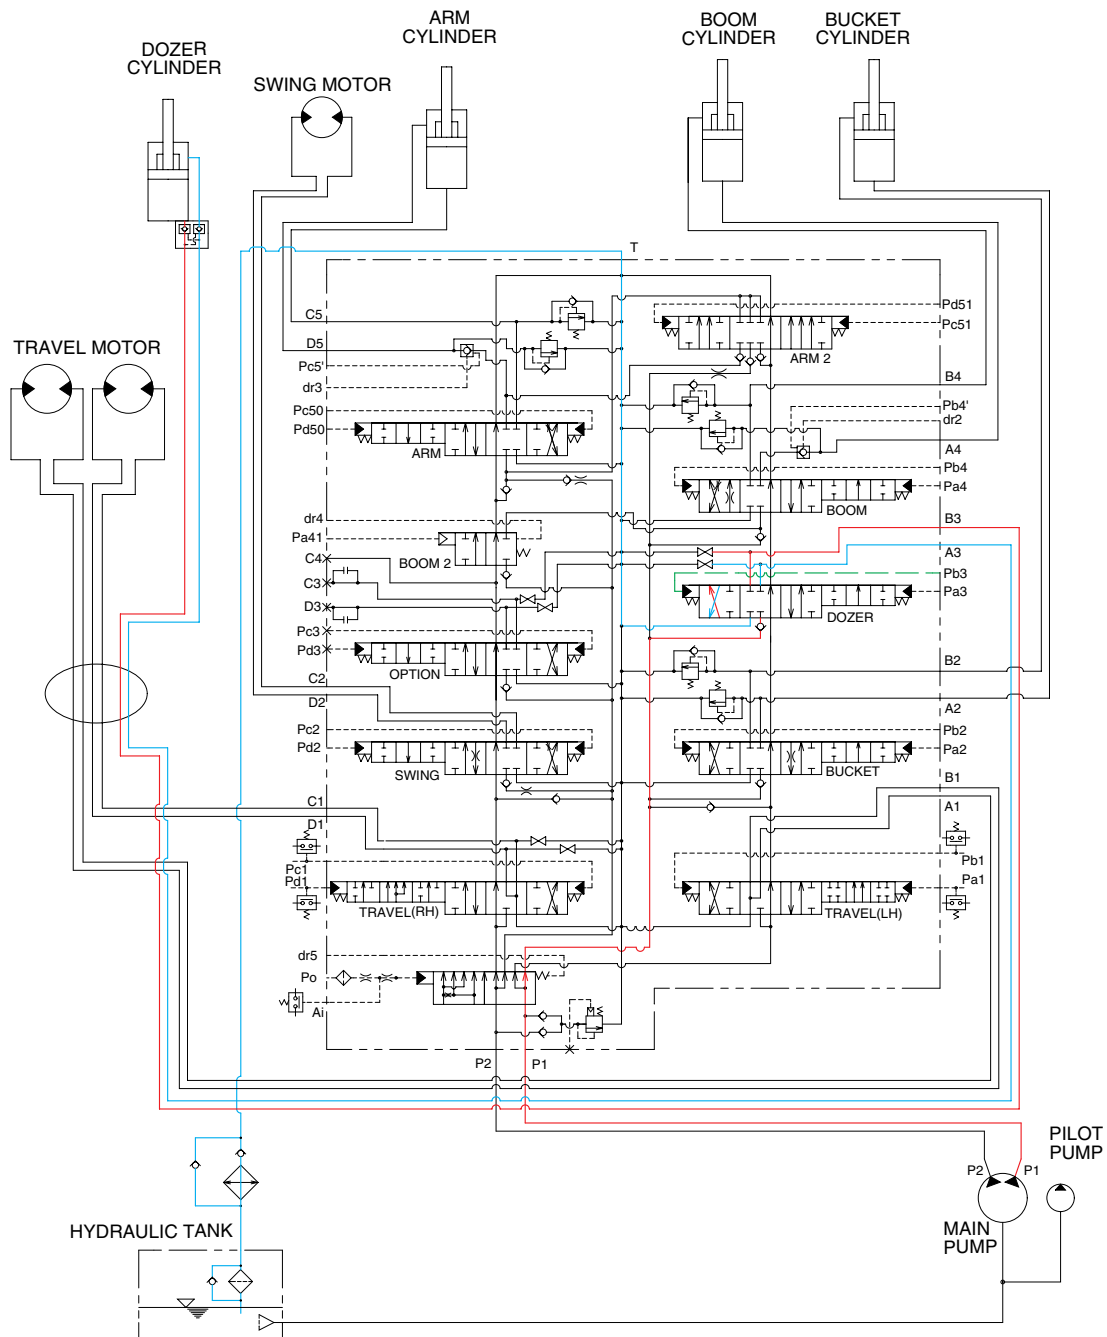 ARM
CYLINDER
BOOM
CYLINDER
BUCKET
CYLINDER
DOZER
CYLINDER
SWING MOTOR
T
C5
Pd51
Pc51
D5
TRAVEL MOTOR
ARM 2
Pc5'
dr3
B4
Pc50
Pb4'
dr2
Pd50
ARM
A4
Pb4
Pa4
BOOM
dr4
B3
Pa41
C4
BOOM 2
A3
C3
Pb3
Pa3
D3
DOZER
Pc3
Pd3
OPTION
B2
C2
D2
A2
Pc2
Pb2
Pd2
Pa2
SWING
BUCKET
B1
C1
A1
D1
Pc1
Pb1
Pd1
Pa1
TRAVEL(RH)
TRAVEL(LH)
dr5
Po
Ai
P2
P1
PILOT
PUMP
P2
P1
HYDRAULIC TANK
MAIN
PUMP